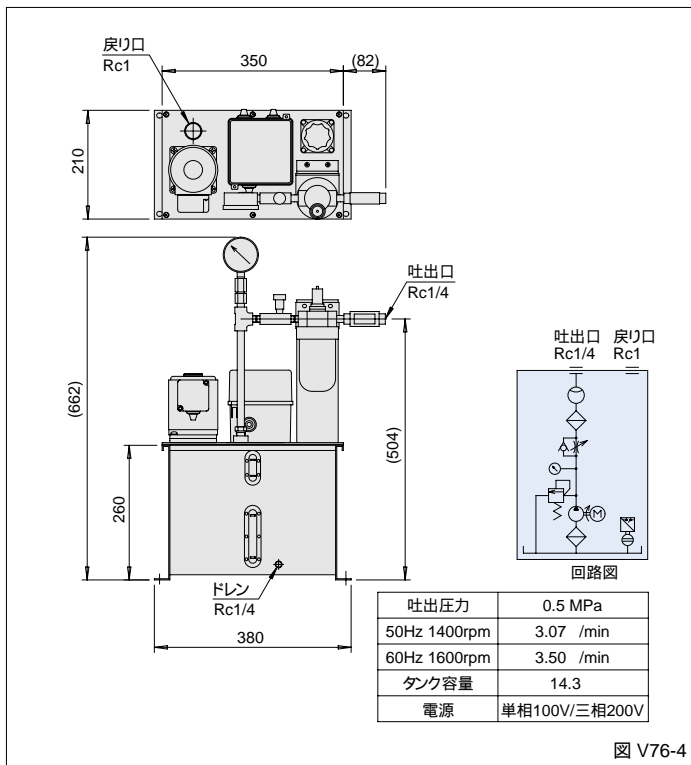 戻り口
Rc1
350
(82)
210
吐出口
Rc1/4
(662)
260
(504)
ドレン
Rc1/4
380
吐出口 戻り口
Rc1/4 Rc1
M
回路図
吐出圧力 0.5 MPa
50Hz 1400rpm 3.07 /min
60Hz 1600rpm 3.50 /min
タンク容量 14.3
電源 単相100V/三相200V
図 V76-4